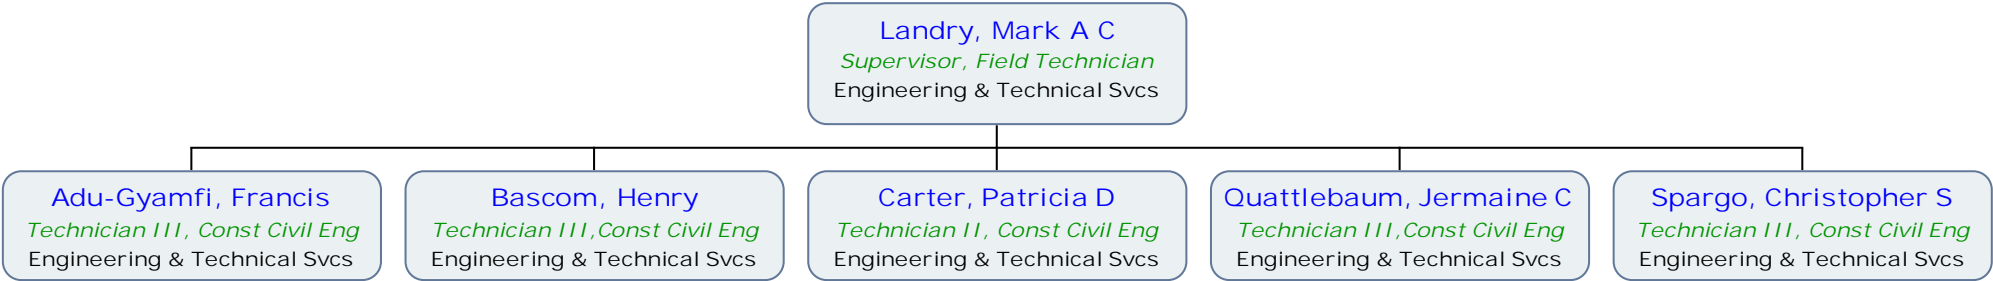 Landry, Mark A C
Supervisor, Field Technician
Engineering & Technical Svcs
Adu-Gyamfi, Francis
Technician III, Const Civil Eng
Engineering & Technical Svcs
Bascom, Henry
Technician III,Const Civil Eng
Engineering & Technical Svcs
Carter, Patricia D
Technician II, Const Civil Eng
Engineering & Technical Svcs
Quattlebaum, Jermaine C
Technician III,Const Civil Eng
Engineering & Technical Svcs
Spargo, Christopher S
Technician III, Const Civil Eng
Engineering & Technical Svcs